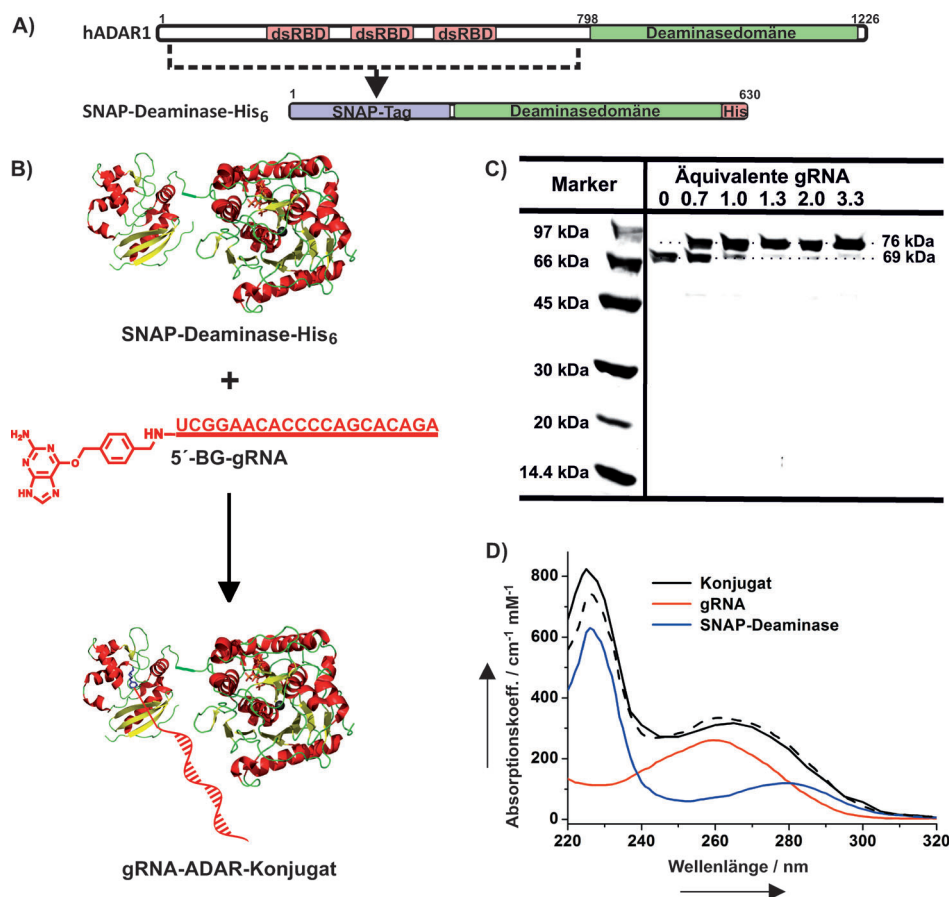 A)
1 798 1226
hADAR1 dsRBD dsRBD dsRBD Deaminasedomäne
1 630
SNAP-Deaminase-His6 SNAP-Tag Deaminasedomäne His
B)
SNAP-Deaminase-His6
+
UCGGAACACCCCAGCACAGA
H2N N N N HN O HN
5´-BG-gRNA
gRNA-ADAR-Konjugat
C)
Marker Äquivalente gRNA
0 0.7 1.0 1.3 2.0 3.3
97 kDa 76 kDa
66 kDa 69 kDa
45 kDa
30 kDa
20 kDa
14.4 kDa
D)
Konjugat
gRNA
SNAP-Deaminase
Absorptionskoeff. / cm-1 mM-1
800
600
400
200
0
220 240 260 280 300 320
Wellenlänge / nm